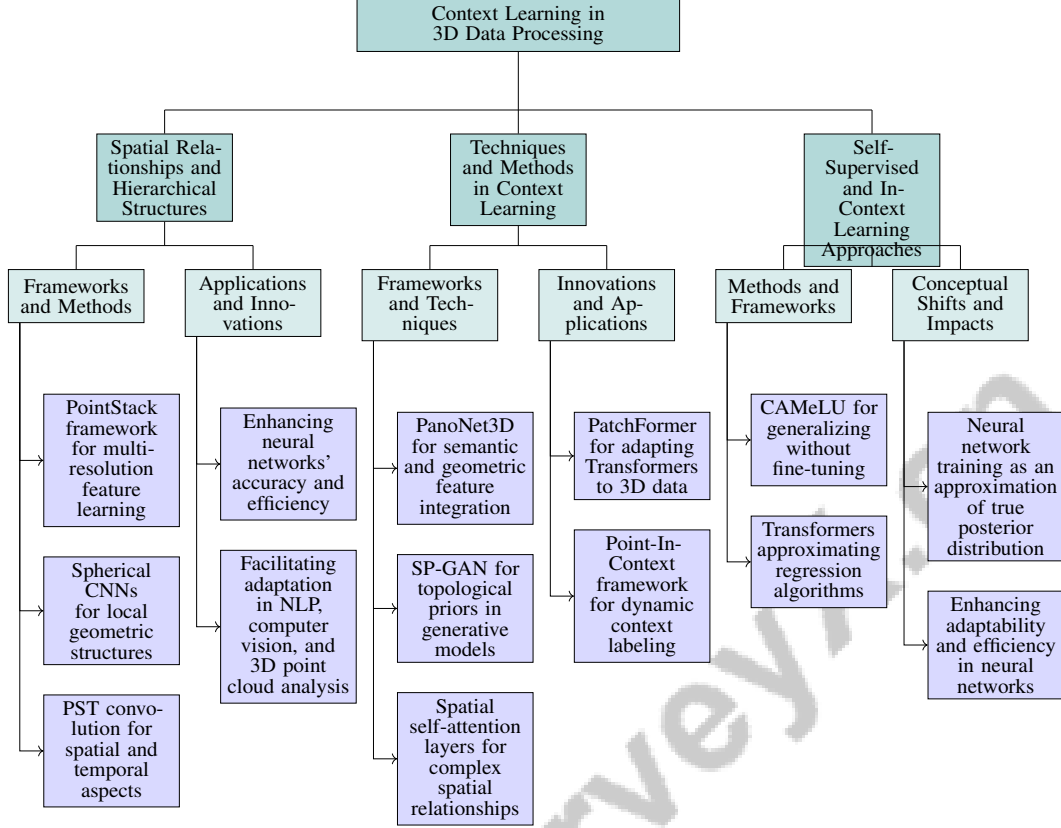 Context Learning in
3D Data Processing
Spatial Rela-
tionships and
Hierarchical
Structures
Techniques
and Methods
in Context
Learning
Self-
Supervised
and In-
Context
Learning
Approaches
Frameworks
and Methods
Applications
and Inno-
vations
Frameworks
and Tech-
niques
Innovations
and Ap-
plications
Methods and
Frameworks
Conceptual
Shifts and
Impacts
PointStack
framework
for multi-
resolution
feature
learning
Spherical
CNNs
for local
geometric
structures
PST convo-
lution for
spatial and
temporal
aspects
Enhancing
neural
networks'
accuracy and
efficiency
Facilitating
adaptation
in NLP,
computer
vision, and
3D point
cloud analysis
PanoNet3D
for semantic
and geometric
feature
integration
SP-GAN for
topological
priors in
generative
models
Spatial
self-attention
layers for
complex
spatial
relationships
PatchFormer
for adapting
Transformers
to 3D data
Point-In-
Context
framework
for dynamic
context
labeling
CAMeLU for
generalizing
without
fine-tuning
Transformers
approximating
regression
algorithms
Neural
network
training as an
approximation
of true
posterior
distribution
Enhancing
adaptability
and efficiency
in neural
networks